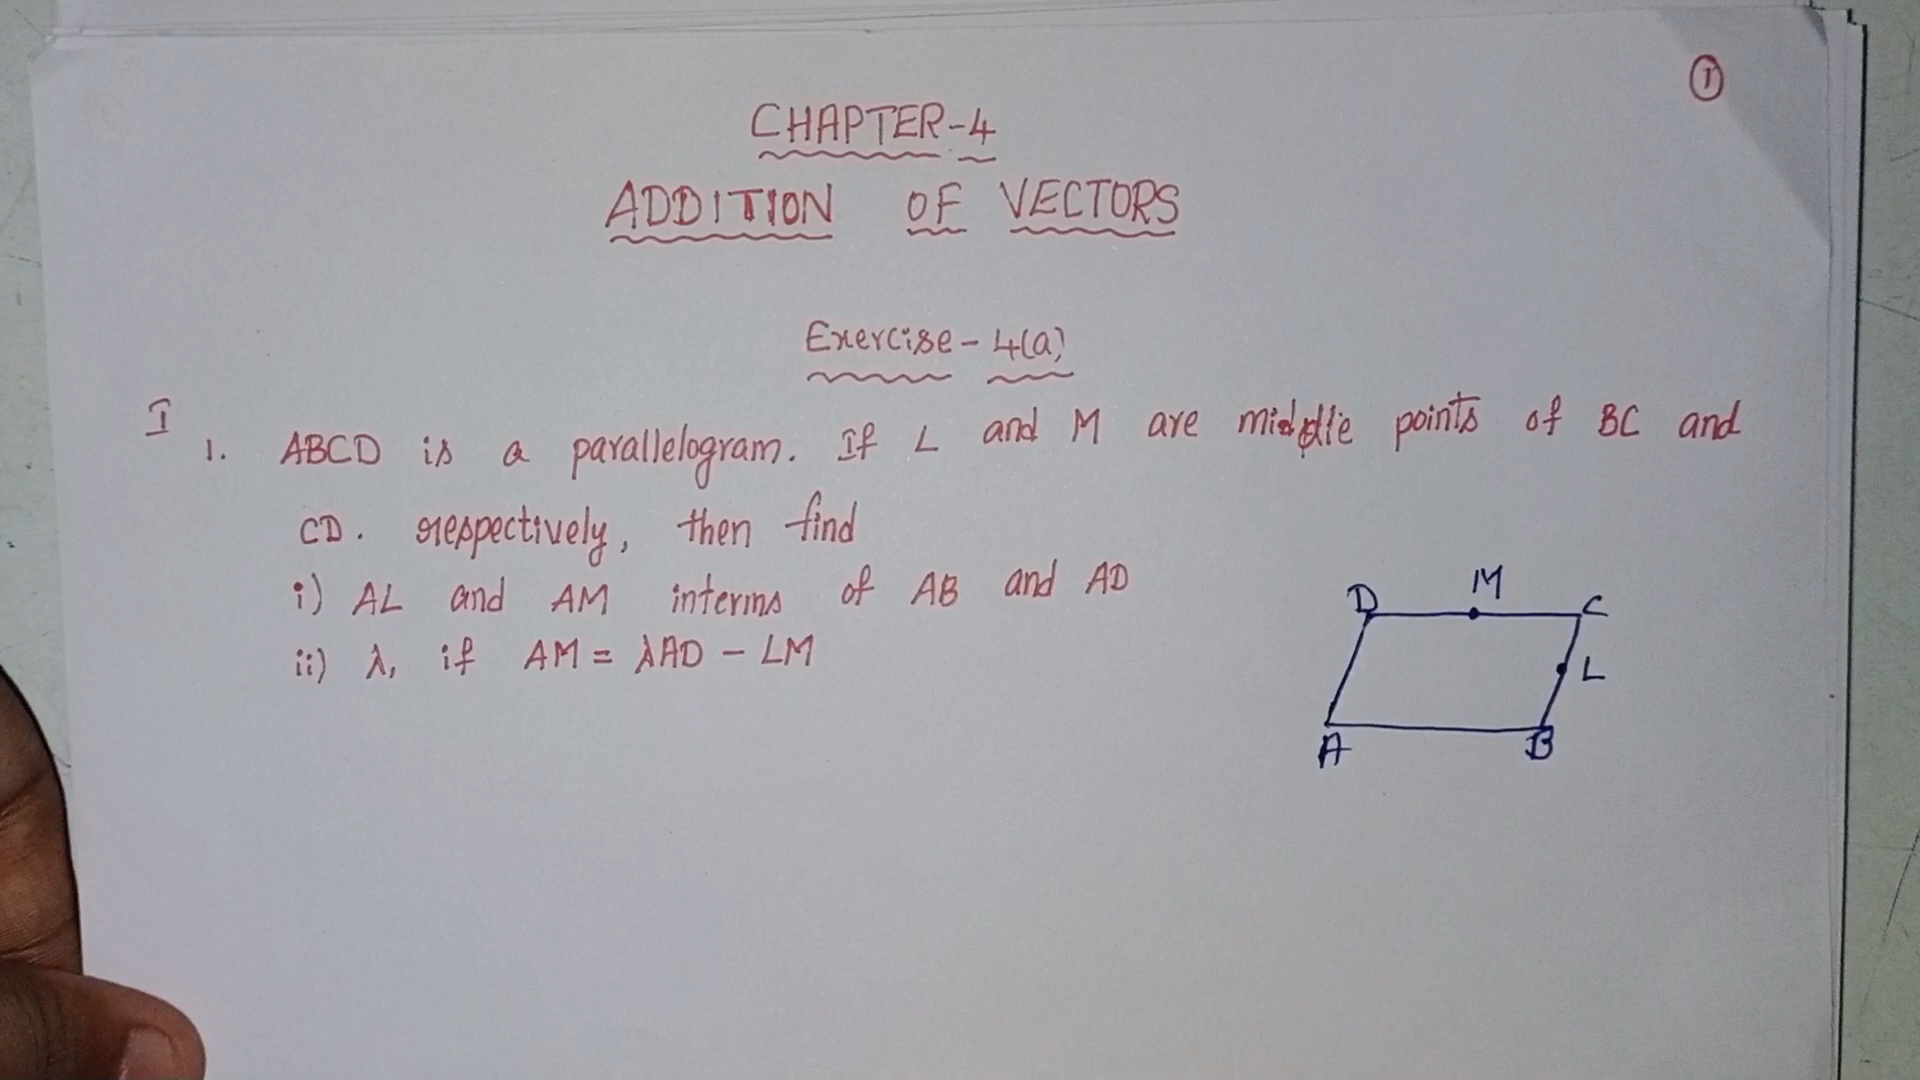 1
CHAPTER-4
ADDITION OF VECTORS
Exercise - 4(a)
I 1. ABCD is a parallelogram. If L and M are middle points of BC and
CD. respectively, then find
i) AL and AM interms of AB and AD
ii) λ, if AM = λAD - LM
M
D C
L
A B